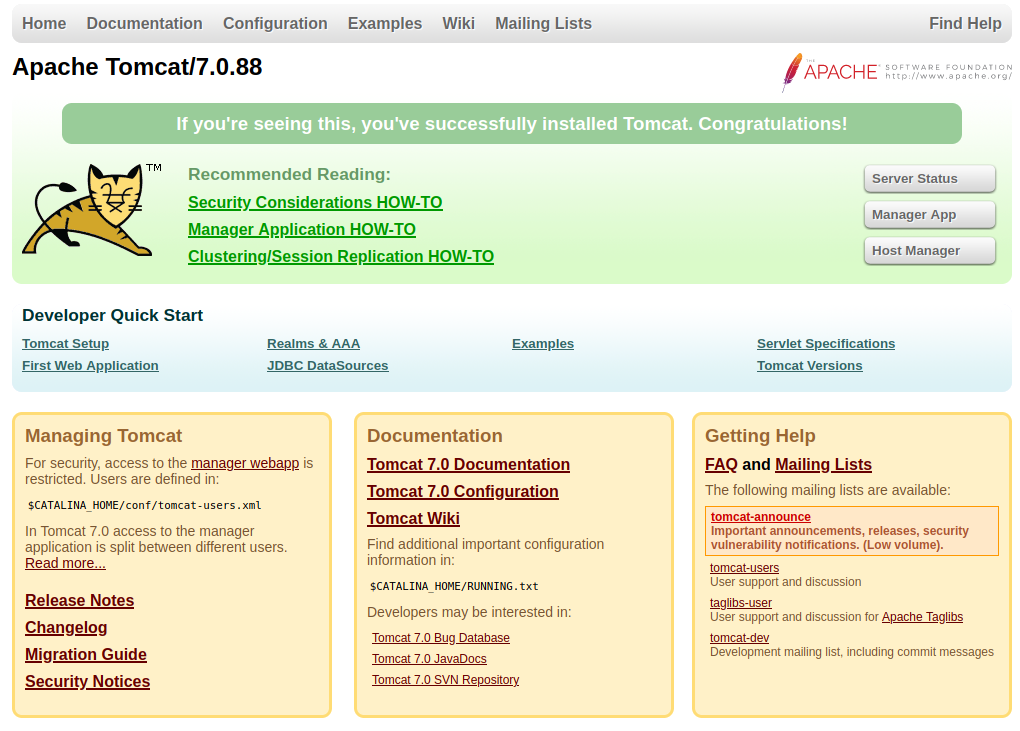 Home Documentation Configuration Examples Wiki Mailing Lists Find Help
Apache Tomcat/7.0.88
THE
APACHE SOFTWARE FOUNDATION
http://www.apache.org/
If you're seeing this, you've successfully installed Tomcat. Congratulations!
TM
Recommended Reading:
Security Considerations HOW-TO
Manager Application HOW-TO
Clustering/Session Replication HOW-TO
Server Status
Manager App
Host Manager
Developer Quick Start
Tomcat Setup
First Web Application
Realms & AAA
JDBC DataSources
Examples
Servlet Specifications
Tomcat Versions
Managing Tomcat
For security, access to the manager webapp is
restricted. Users are defined in:
$CATALINA_HOME/conf/tomcat-users.xml
In Tomcat 7.0 access to the manager
application is split between different users.
Read more...
Release Notes
Changelog
Migration Guide
Security Notices
Documentation
Tomcat 7.0 Documentation
Tomcat 7.0 Configuration
Tomcat Wiki
Find additional important configuration
information in:
$CATALINA_HOME/RUNNING.txt
Developers may be interested in:
Tomcat 7.0 Bug Database
Tomcat 7.0 JavaDocs
Tomcat 7.0 SVN Repository
Getting Help
FAQ and Mailing Lists
The following mailing lists are available:
tomcat-announce
Important announcements, releases, security
vulnerability notifications. (Low volume).
tomcat-users
User support and discussion
taglibs-user
User support and discussion for Apache Taglibs
tomcat-dev
Development mailing list, including commit messages